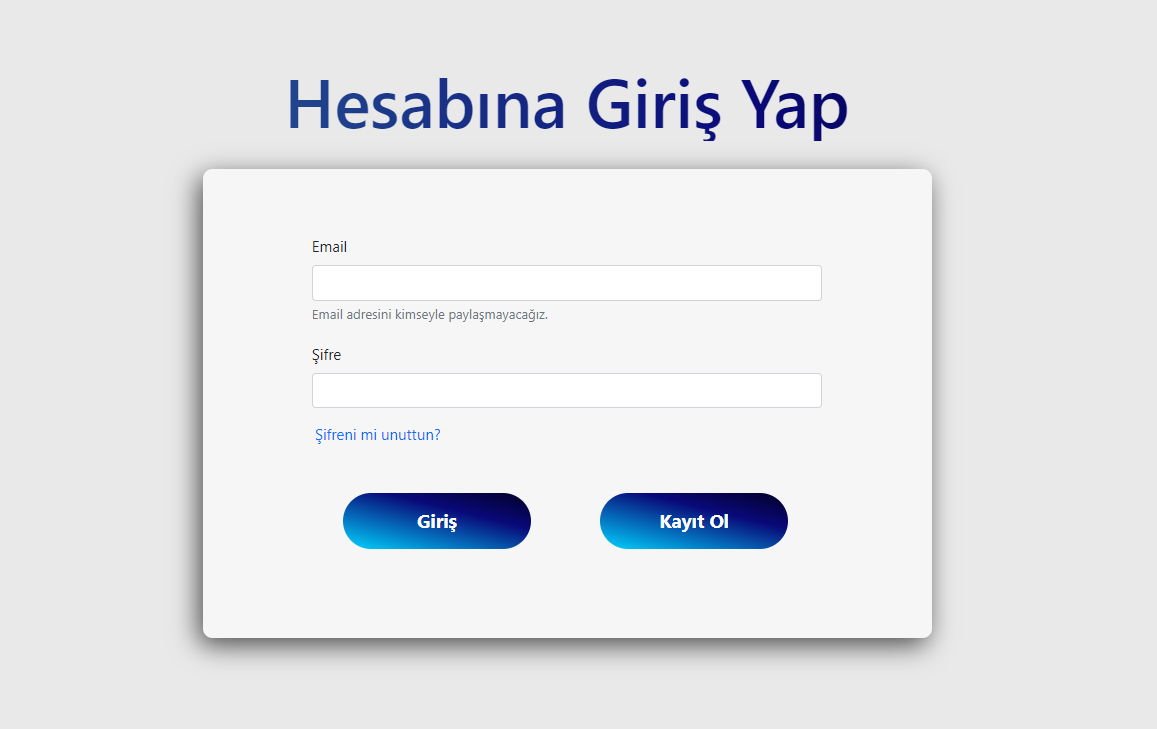 Hesabına Giriş Yap
Email
Email adresini kimseyle paylaşmayacağız.
Şifre
Şifreni mi unuttun?
Giriş
Kayıt Ol